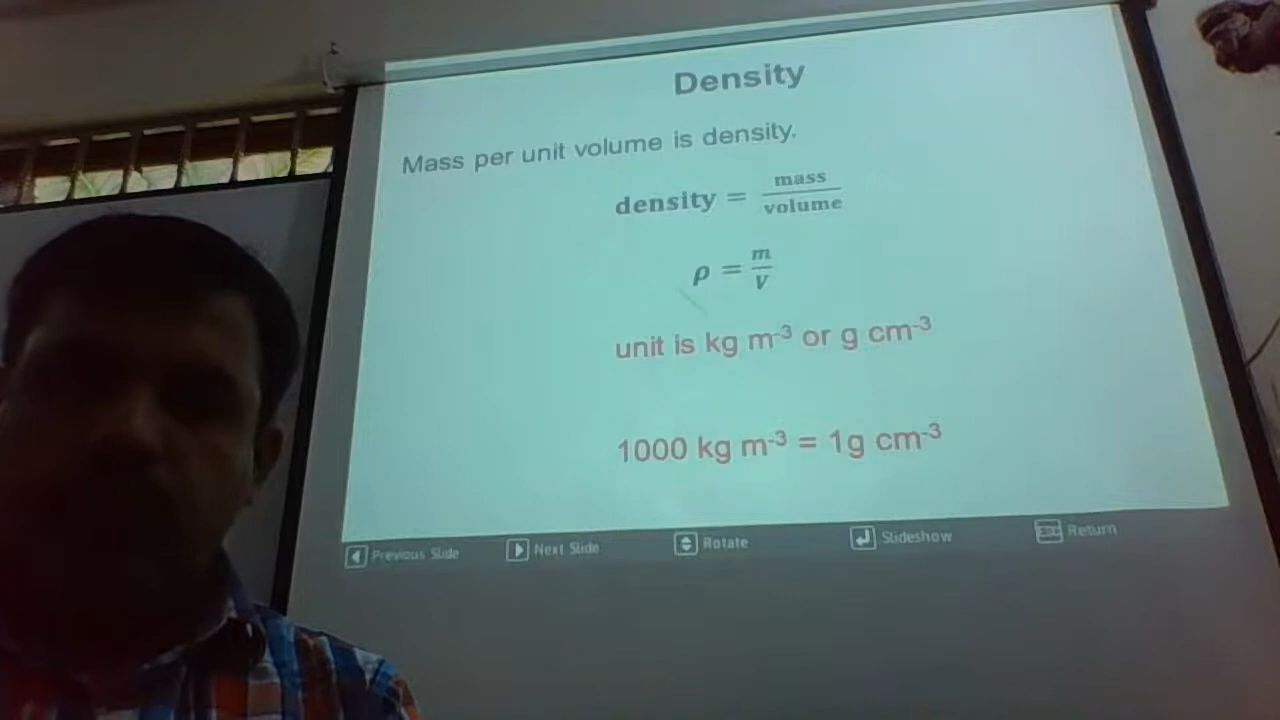 Density
Mass per unit volume is density.
density = mass/volume
ρ = m/V
unit is kg m⁻³ or g cm⁻³
1000 kg m⁻³ = 1g cm⁻³
Previous Slide Next Slide Rotate Slideshow ESC Return